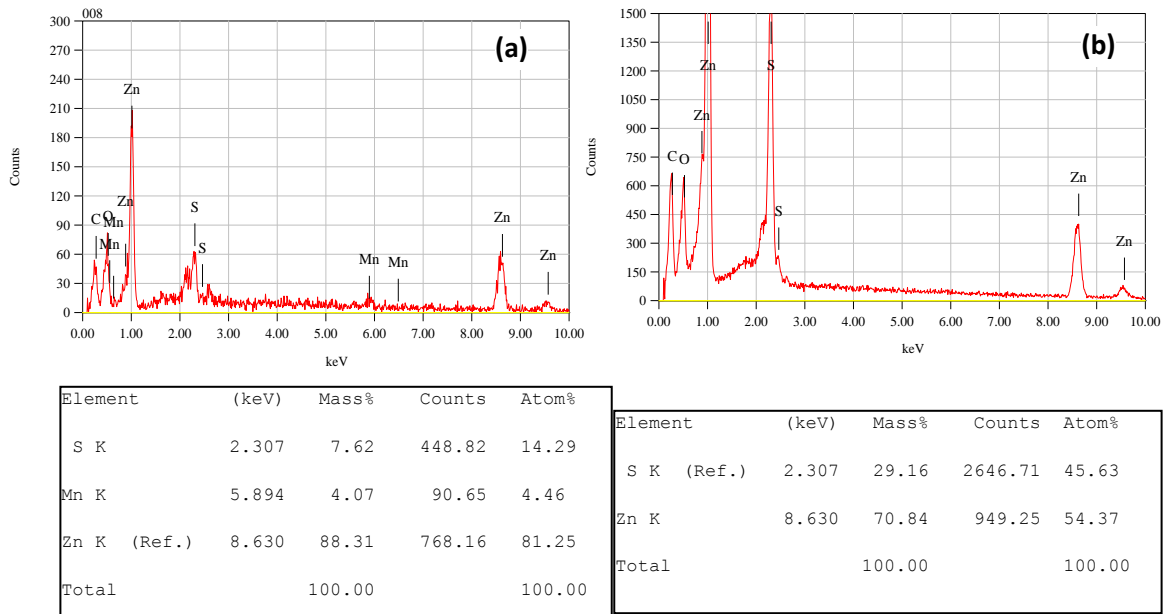 008
(a)
300
270
240
210
180
150
120
90
60
30
0
Counts
Zn
C
O
Mn
Mn
Zn
S
S
Mn
Mn
Zn
Zn
0.00 1.00 2.00 3.00 4.00 5.00 6.00 7.00 8.00 9.00 10.00
keV
(b)
1500
1350
1200
1050
900
750
600
450
300
150
0
Counts
C O
Zn
Zn
S
S
Zn
Zn
0.00 1.00 2.00 3.00 4.00 5.00 6.00 7.00 8.00 9.00 10.00
keV
Element (keV) Mass% Counts Atom%
S K 2.307 7.62 448.82 14.29
Mn K 5.894 4.07 90.65 4.46
Zn K (Ref.) 8.630 88.31 768.16 81.25
Total 100.00 100.00
Element (keV) Mass% Counts Atom%
S K (Ref.) 2.307 29.16 2646.71 45.63
Zn K 8.630 70.84 949.25 54.37
Total 100.00 100.00